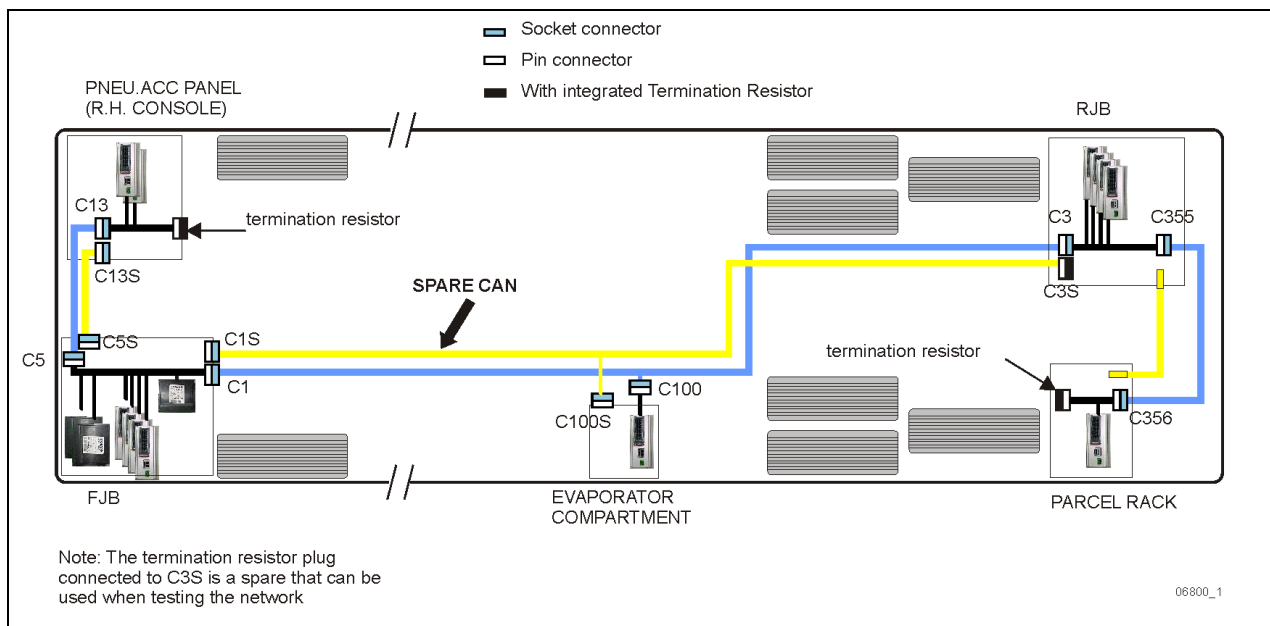 Socket connector
Pin connector
With integrated Termination Resistor
PNEU.ACC PANEL
(R.H. CONSOLE)
RJB
C13
termination resistor
C13S
C3
C355
C3S
SPARE CAN
C5
C5S
C1S
C1
termination resistor
C100
C100S
C356
FJB
EVAPORATOR
COMPARTMENT
PARCEL RACK
Note: The termination resistor plug
connected to C3S is a spare that can be
used when testing the network
06800_1